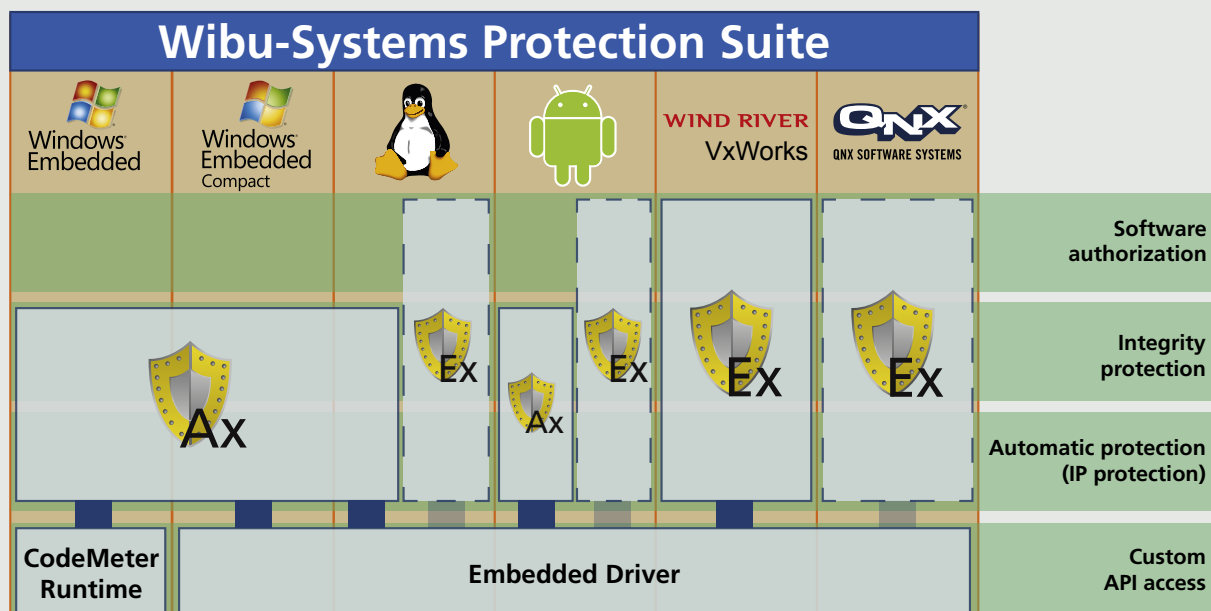 Wibu-Systems Protection Suite
Windows®
Embedded
Windows®
Embedded
Compact
WIND RIVER
VxWorks
QNX®
QNX SOFTWARE SYSTEMS
Software
authorization
Ex
Ex
Ex
Ex
Ax
Ax
Integrity
protection
Automatic protection
(IP protection)
CodeMeter
Runtime
Embedded Driver
Custom
API access